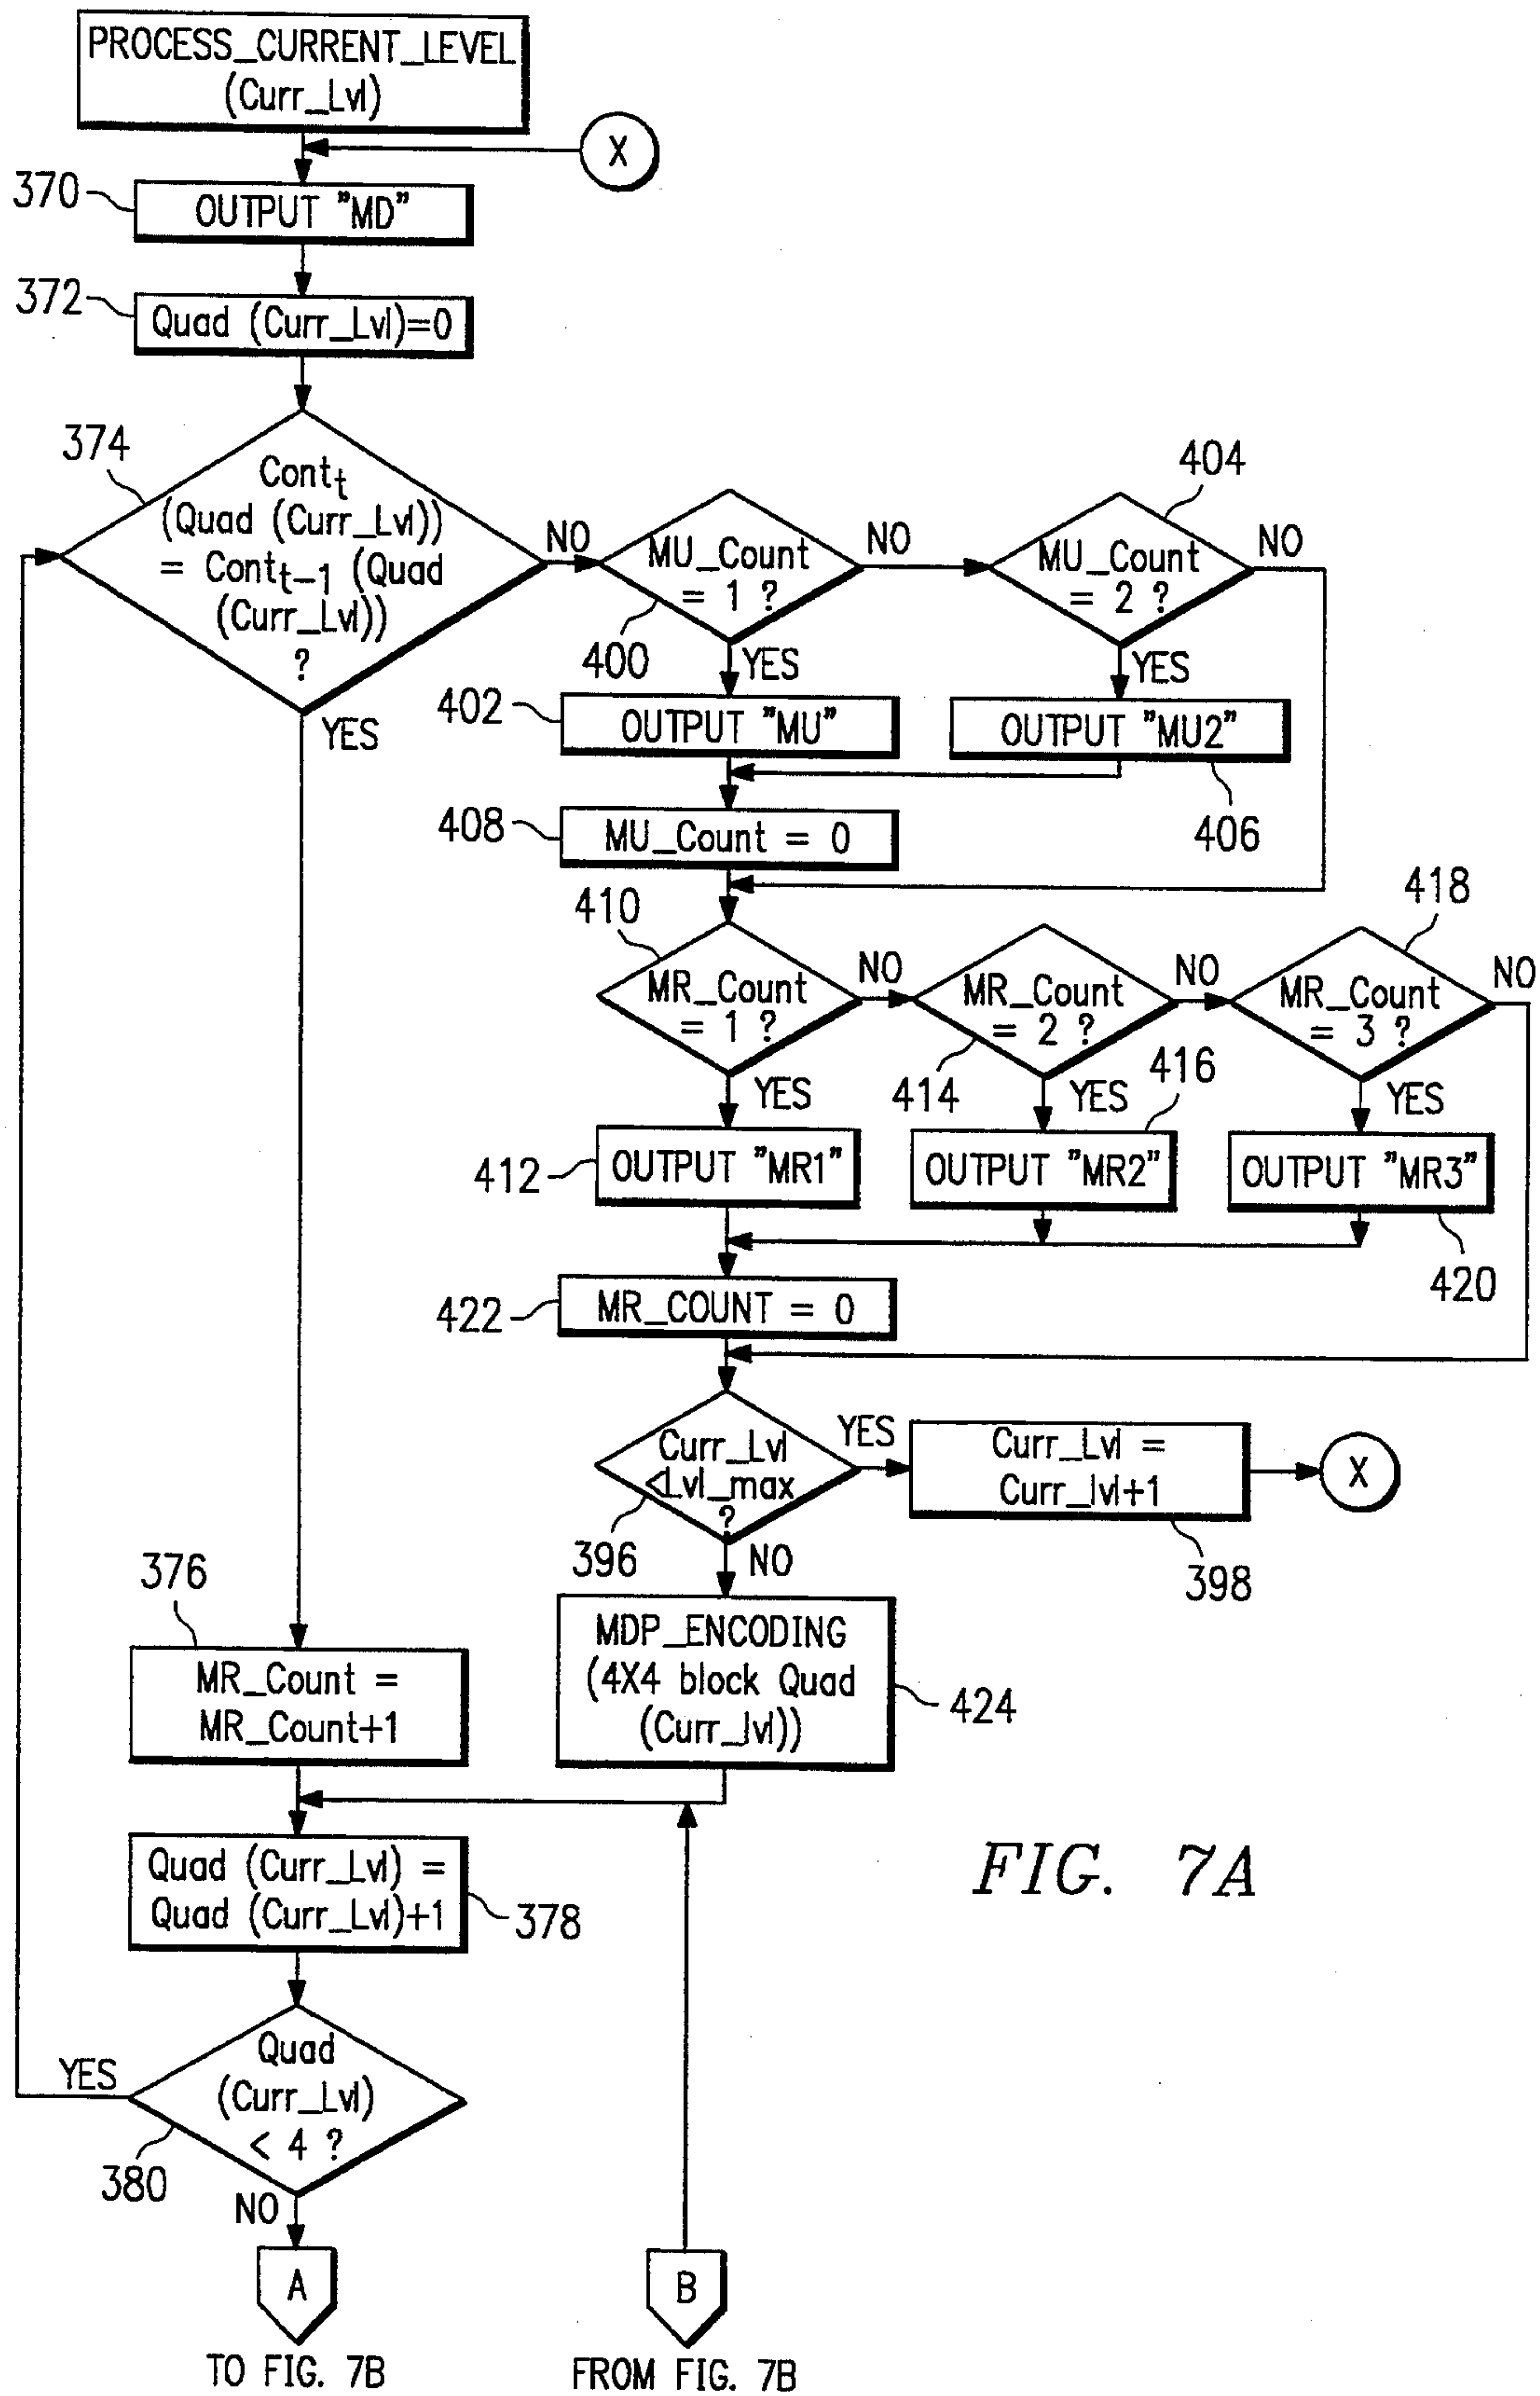 PROCESS_CURRENT_LEVEL
(Curr_Lvl)
X
370
OUTPUT "MD"
372
Quad (Curr_Lvl)=0
374
Cont_t
(Quad (Curr_Lvl))
= Cont_t-1 (Quad
(Curr_Lvl))
?
NO
YES
MU_Count
= 1 ?
400
NO
YES
404
MU_Count
= 2 ?
NO
YES
402
OUTPUT "MU"
OUTPUT "MU2"
406
408
MU_Count = 0
410
MR_Count
= 1 ?
NO
YES
MR_Count
= 2 ?
414
NO
YES
418
MR_Count
= 3 ?
NO
YES
412
OUTPUT "MR1"
416
OUTPUT "MR2"
OUTPUT "MR3"
420
422
MR_COUNT = 0
Curr_Lvl
<Lvl_max
?
396
YES
NO
Curr_Lvl =
Curr_lvl+1
398
X
376
MR_Count =
MR_Count+1
MDP_ENCODING
(4X4 block Quad
(Curr_lvl))
424
Quad (Curr_Lvl) =
Quad (Curr_Lvl)+1
378
FIG. 7A
Quad
(Curr_Lvl)
< 4 ?
YES
380
NO
A
TO FIG. 7B
B
FROM FIG. 7B